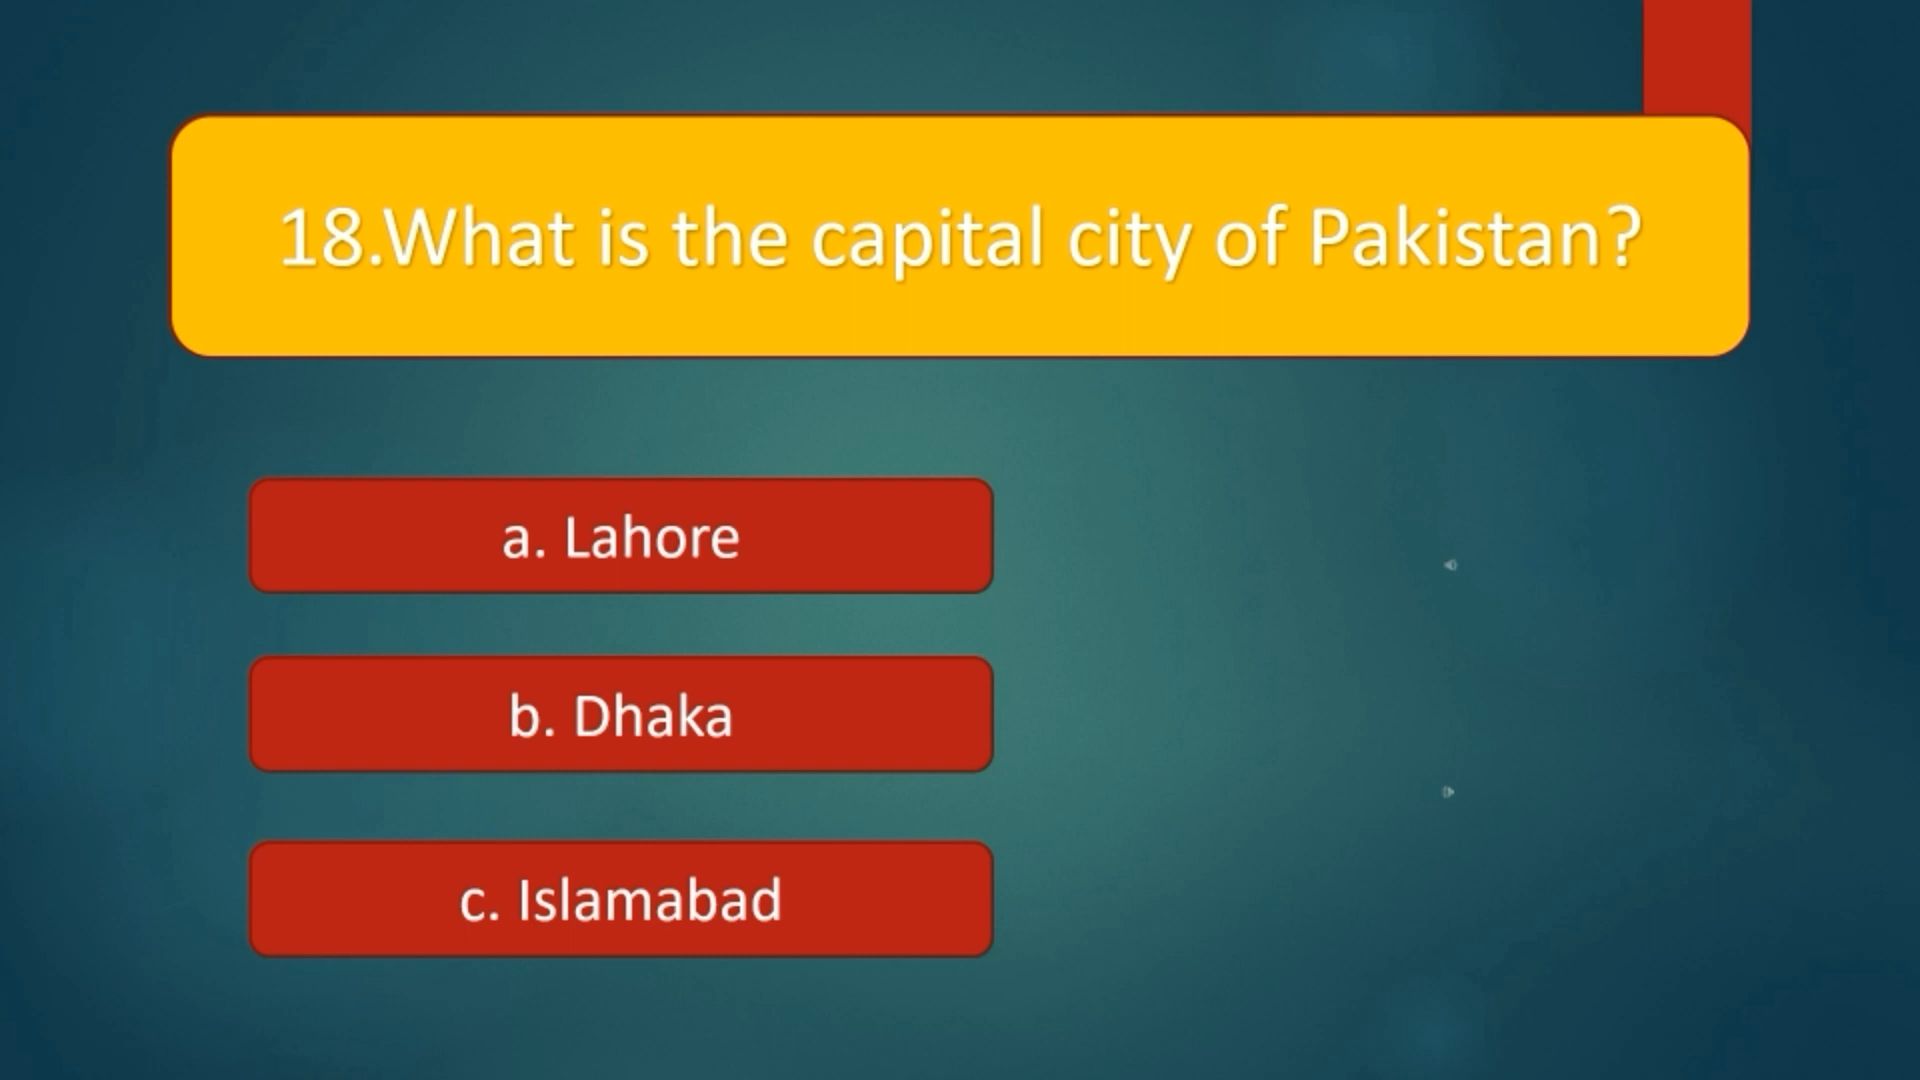 18.What is the capital city of Pakistan?
a. Lahore
b. Dhaka
c. Islamabad